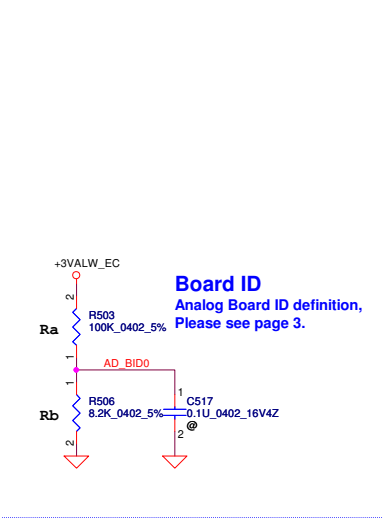 +3VALW_EC
Board ID
Analog Board ID definition,
Please see page 3.
2
R503
100K_0402_5%
Ra
1
AD_BID0
1
1
R506
8.2K_0402_5%
C517
0.1U_0402_16V4Z
Rb
@
2
2